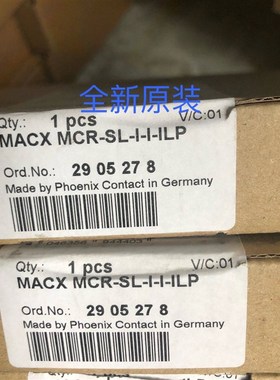 全新原装
Qty.: 1 pcs V/C:01
MACX MCR-SL-I-I-ILP
Ord.No.: 29 05 27 8
Made by Phoenix Contact in Germany
Qty.: 1 pcs V/C:01
MACX MCR-SL-I-I-ILP
Ord.No.: 29 05 27 8
Made by Phoenix Contact in Germany